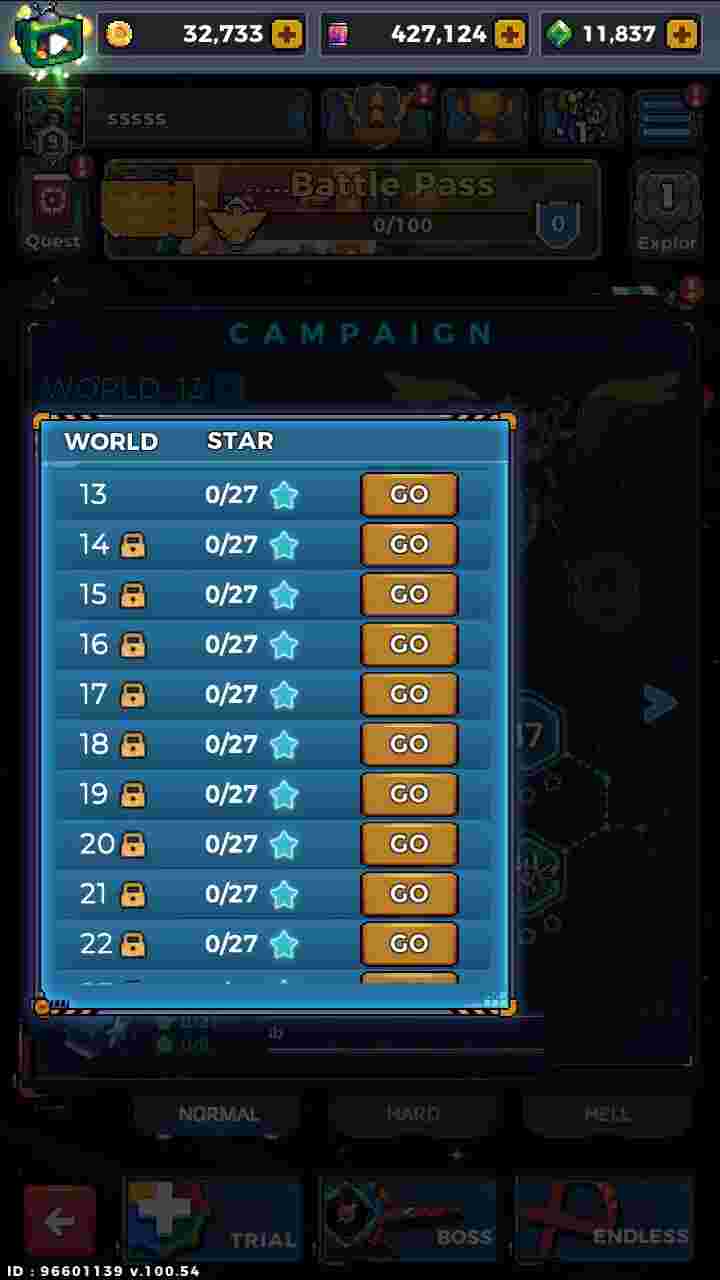 32,733 427,124 11,837
19 sssss 1
Battle Pass
0/100 0 1
Quest Explor
CAMPAIGN
WORLD 13
WORLD STAR
13 0/27 GO
14 0/27 GO
15 0/27 GO
16 0/27 GO
17 0/27 GO
18 0/27 GO
19 0/27 GO
20 0/27 GO
21 0/27 GO
22 0/27 GO
NORMAL HARD HELL
TRIAL BOSS ENDLESS
ID : 96601139 v.100.54